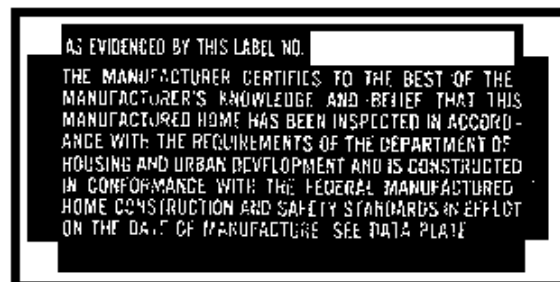 AS EVIDENCED BY THIS LABEL NO.
THE MANUFACTURER CERTIFIES TO THE BEST OF THE
MANUFACTURER'S KNOWLEDGE AND BELIEF THAT THIS
MANUFACTURED HOME HAS BEEN INSPECTED IN ACCORD-
ANCE WITH THE REQUIREMENTS OF THE DEPARTMENT OF
HOUSING AND URBAN DEVELOPMENT AND IS CONSTRUCTED
IN CONFORMANCE WITH THE FEDERAL MANUFACTURED
HOME CONSTRUCTION AND SAFETY STANDARDS IN EFFECT
ON THE DATE OF MANUFACTURE. SEE DATA PLATE